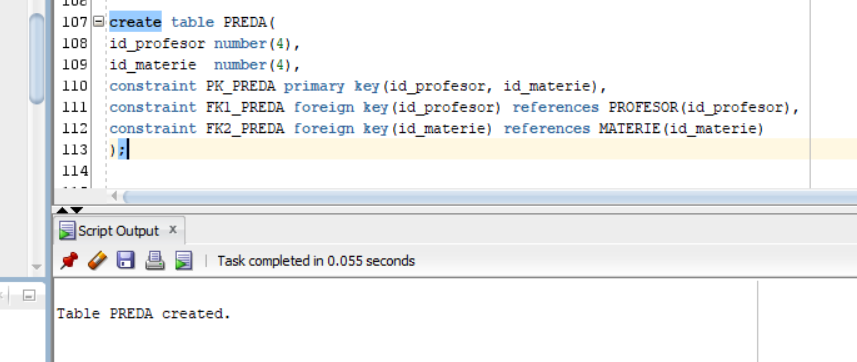 107 create table PREDA(
108 id_profesor number(4),
109 id_materie  number(4),
110 constraint PK_PREDA primary key(id_profesor, id_materie),
111 constraint FK1_PREDA foreign key(id_profesor) references PROFESOR(id_profesor),
112 constraint FK2_PREDA foreign key(id_materie) references MATERIE(id_materie)
113 );
114
Script Output x
Task completed in 0.055 seconds
Table PREDA created.